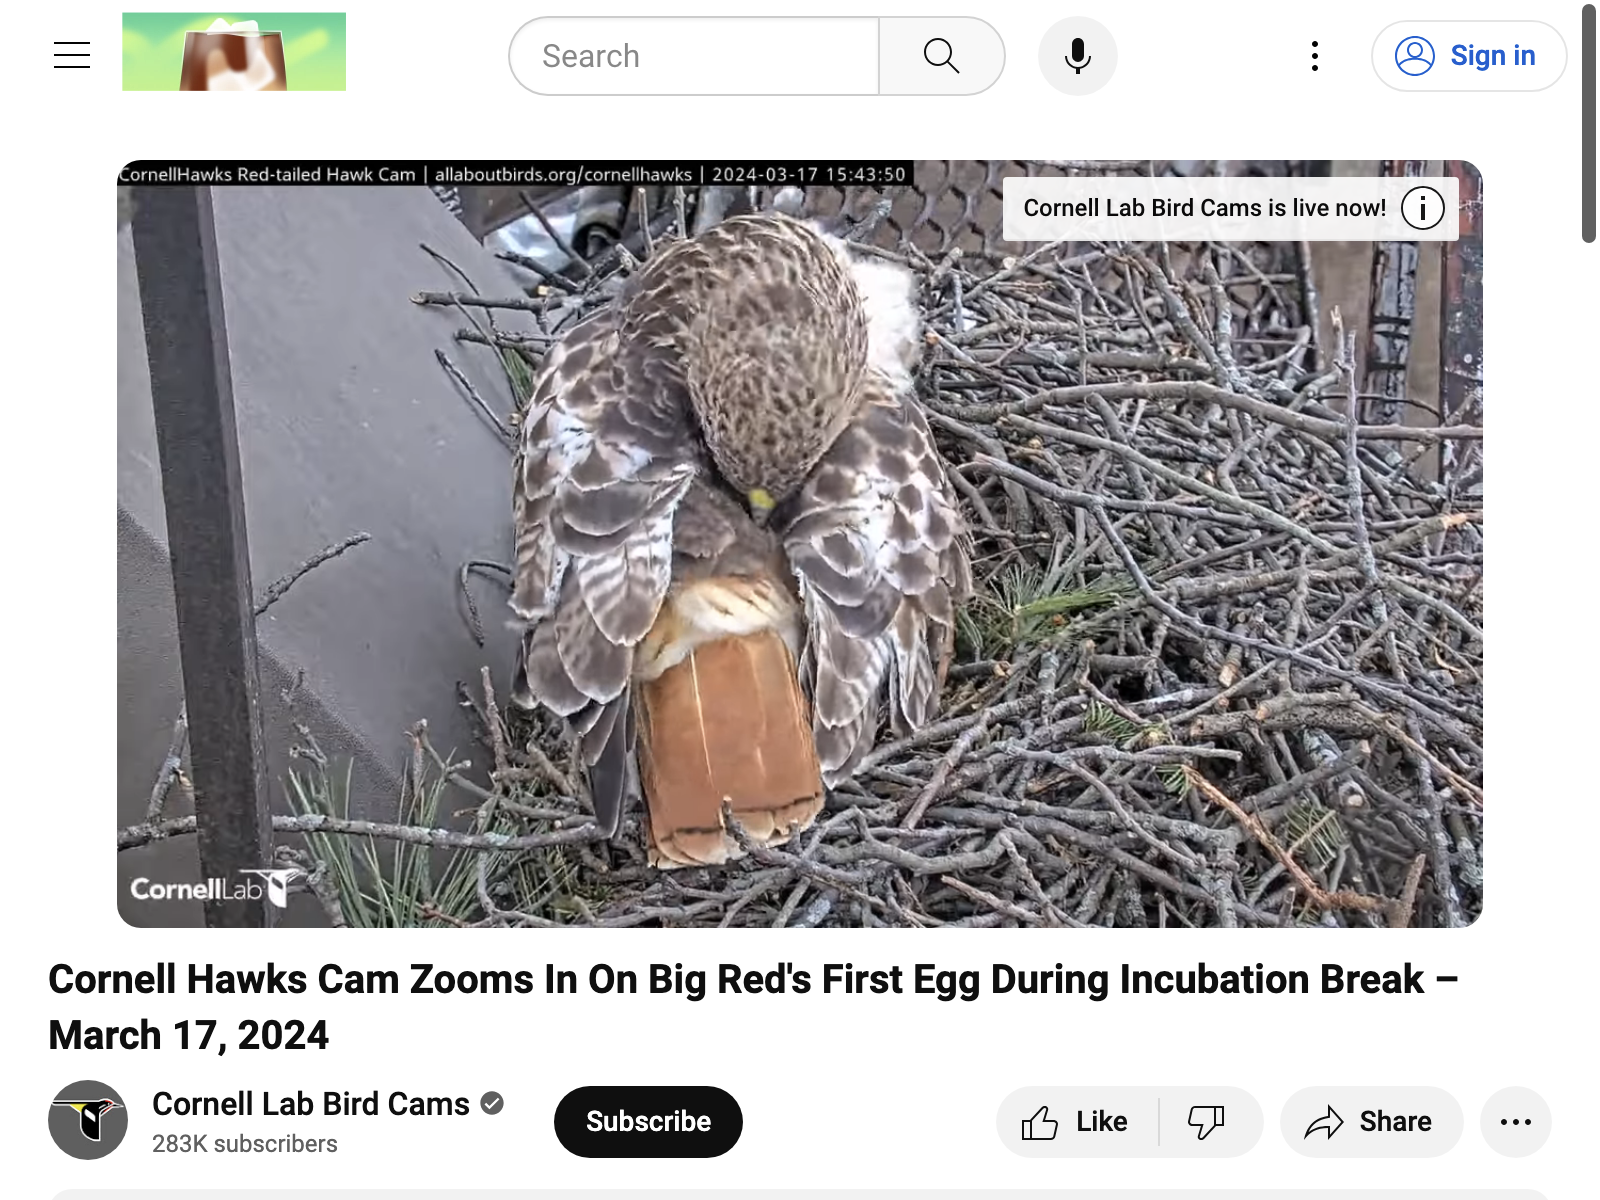 Search
Sign in
CornellHawks Red-tailed Hawk Cam | allaboutbirds.org/cornellhawks | 2024-03-17 15:43:50
Cornell Lab Bird Cams is live now!
CornellLab
Cornell Hawks Cam Zooms In On Big Red's First Egg During Incubation Break –
March 17, 2024
Cornell Lab Bird Cams
283K subscribers
Subscribe
Like
Share